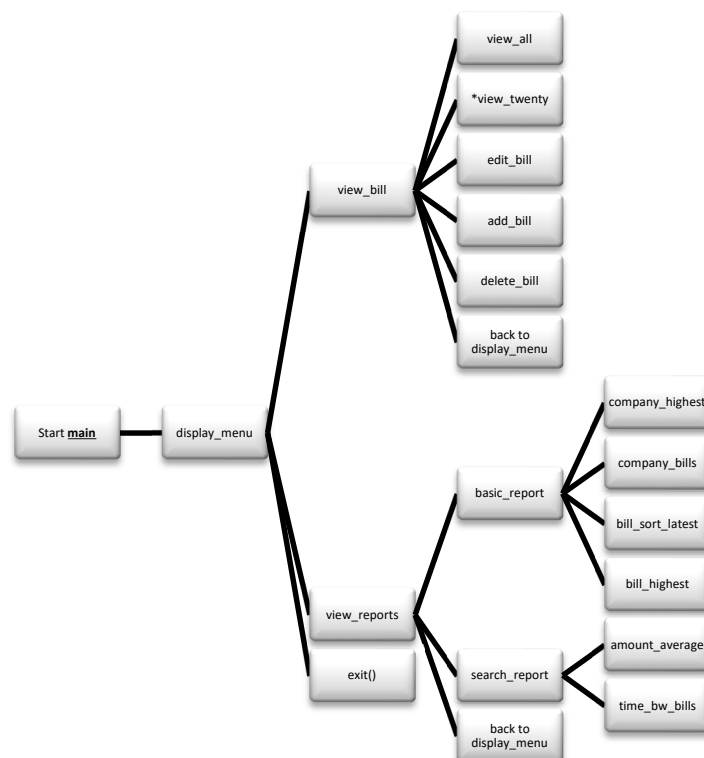 view_all
*view_twenty
edit_bill
view_bill
add_bill
delete_bill
back to
display_menu
company_highest
Start main
display_menu
company_bills
basic_report
bill_sort_latest
bill_highest
view_reports
amount_average
exit()
search_report
time_bw_bills
back to
display_menu